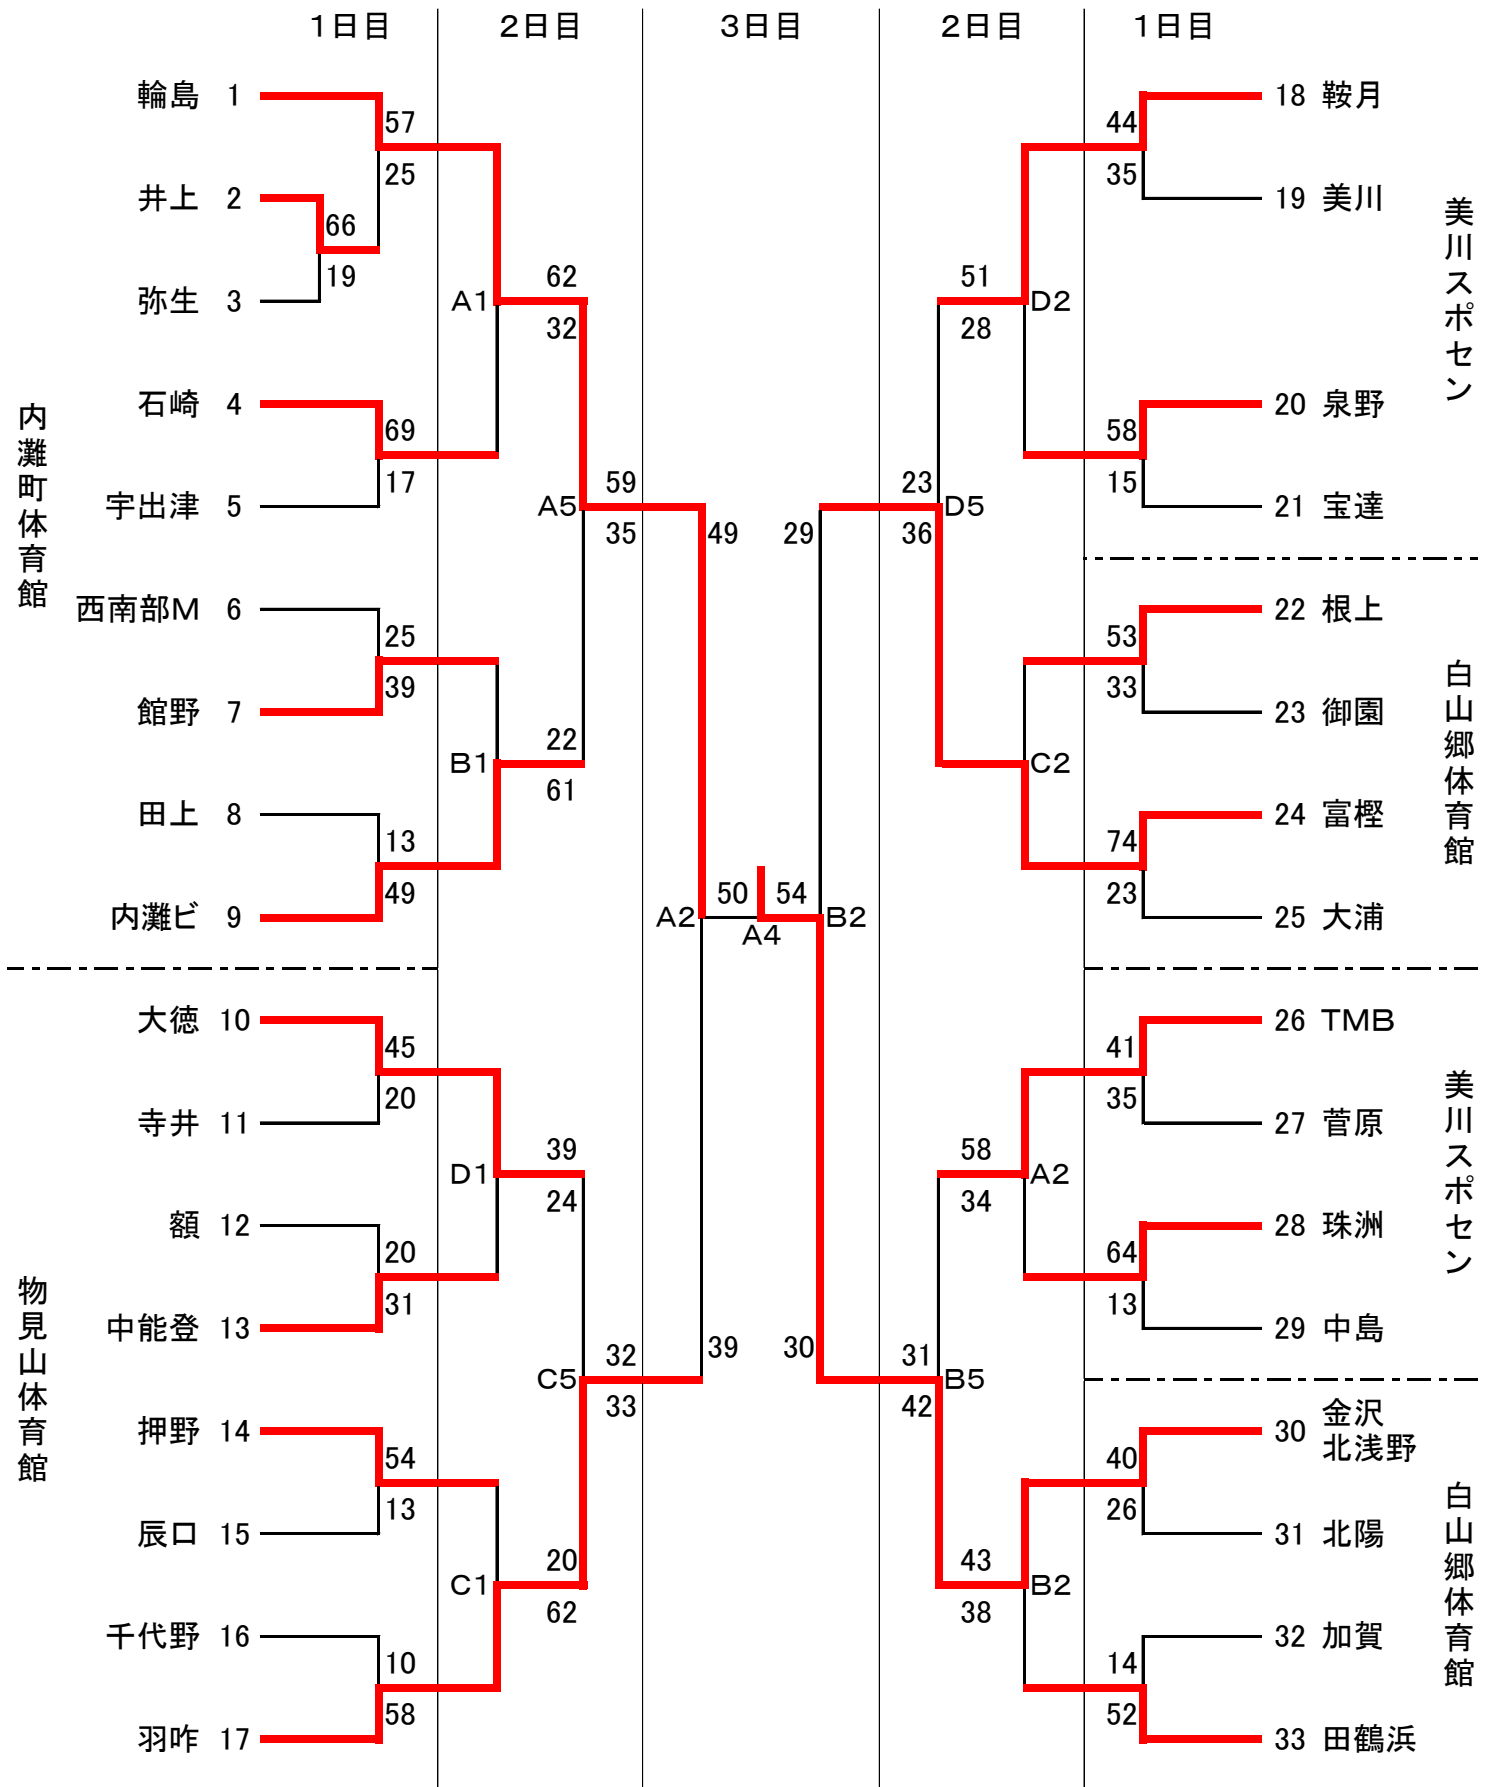 1日目 2日目 3日目 2日目 1日目
輪島 1
57
25
井上 2
66
19
弥生 3
A1
62
32
石崎 4
69
17
宇出津 5
A5
59
35
西南部M 6
25
39
館野 7
B1
22
61
田上 8
13
49
内灘ビ 9
内灘町体育館
大徳 10
45
20
寺井 11
D1
39
24
額 12
20
31
中能登 13
C5
32
33
押野 14
54
13
辰口 15
C1
20
62
千代野 16
10
58
羽咋 17
物見山体育館
49
A2
39
50 54
A4
29
B2
30
18 鞍月
44
35
19 美川
51
28
D2
20 泉野
58
15
21 宝達
美川スポセン
23
36
D5
22 根上
53
33
23 御園
C2
24 富樫
74
23
25 大浦
白山郷体育館
26 TMB
41
35
27 菅原
58
34
A2
28 珠洲
64
13
29 中島
美川スポセン
31
42
B5
30 金沢
北浅野
40
26
31 北陽
43
38
B2
32 加賀
14
52
33 田鶴浜
白山郷体育館